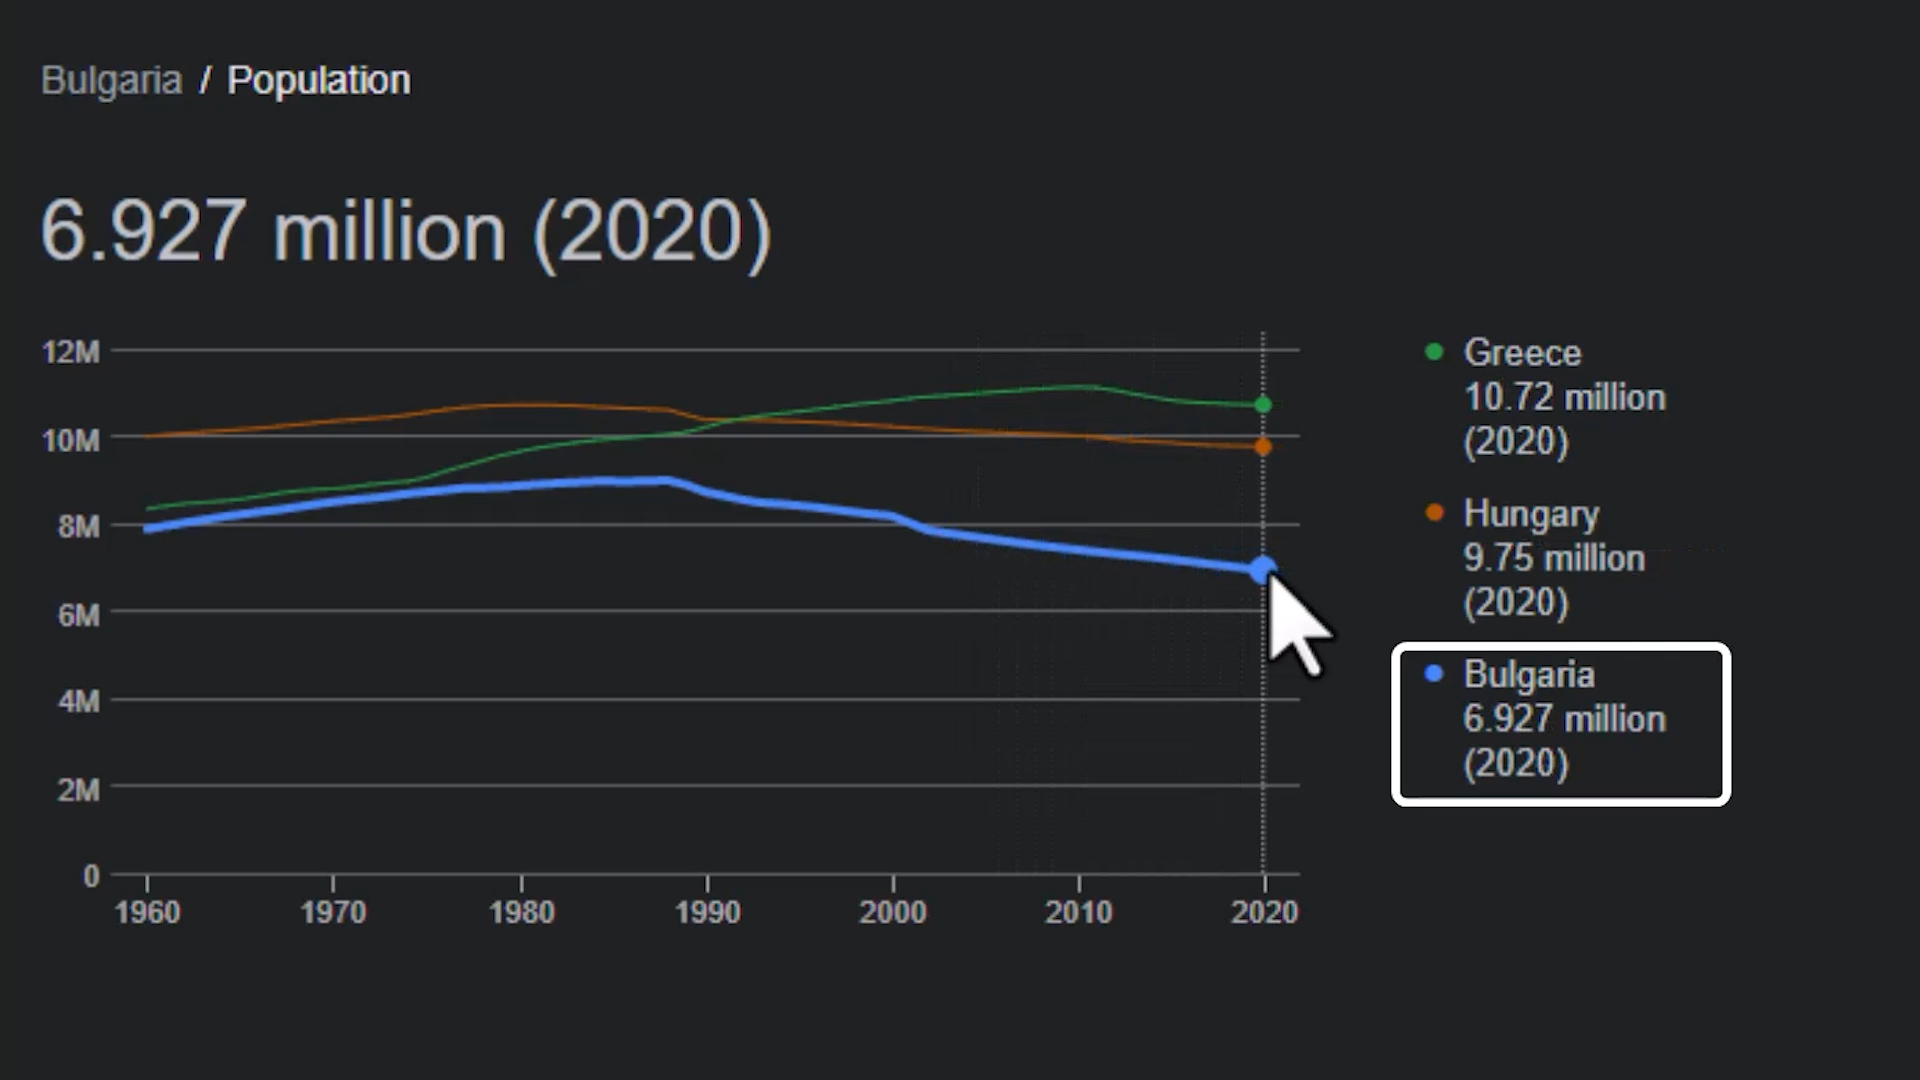 Bulgaria / Population
6.927 million (2020)
12M
10M
8M
6M
4M
2M
0
1960 1970 1980 1990 2000 2010 2020
Greece
10.72 million
(2020)
Hungary
9.75 million
(2020)
Bulgaria
6.927 million
(2020)